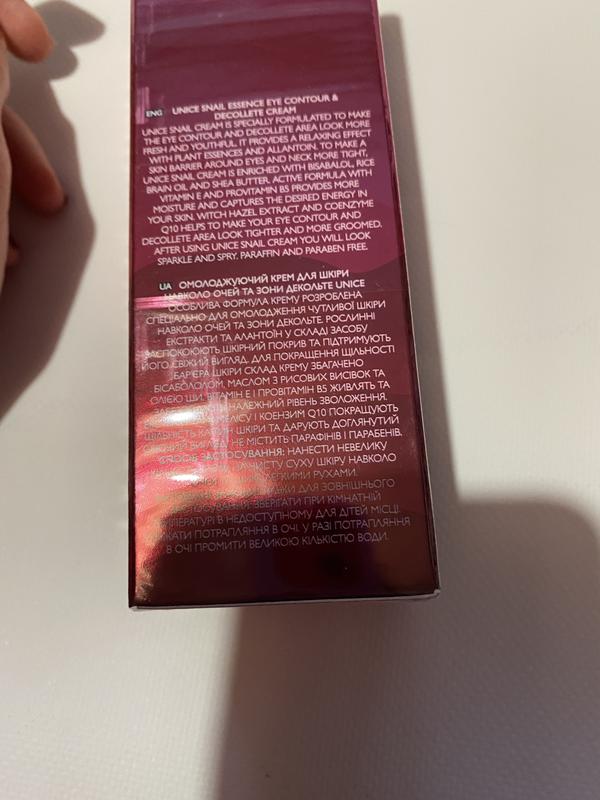 ENG UNICE SNAIL ESSENCE EYE CONTOUR &
DECOLLETE CREAM
UNICE SNAIL CREAM IS SPECIALLY FORMULATED TO MAKE
THE EYE CONTOUR AND DECOLLETE AREA LOOK MORE
FRESH AND YOUTHFUL. IT PROVIDES A RELAXING EFFECT
WITH PLANT ESSENCES AND ALLANTOIN. TO MAKE A
SKIN BARRIER AROUND EYES AND NECK MORE TIGHT,
UNICE SNAIL CREAM IS ENRICHED WITH BISABALOL, RICE
BRAIN OIL AND SHEA BUTTER. ACTIVE FORMULA WITH
VITAMIN E AND PROVITAMIN B5 PROVIDES MORE
MOISTURE AND CAPTURES THE DESIRED ENERGY IN
YOUR SKIN. WITCH HAZEL EXTRACT AND COENZYME
Q10 HELPS TO MAKE YOUR EYE CONTOUR AND
DECOLLETE AREA LOOK TIGHTER AND MORE GROOMED.
AFTER USING UNICE SNAIL CREAM YOU WILL LOOK
SPARKLE AND SPRY. PARAFFIN AND PARABEN FREE.
UA ОМОЛОДЖУЮЧИЙ КРЕМ ДЛЯ ШКІРИ
НАВКОЛО ОЧЕЙ ТА ЗОНИ ДЕКОЛЬТЕ UNICE
ОСОБЛИВА ФОРМУЛА КРЕМУ РОЗРОБЛЕНА
СПЕЦІАЛЬНО ДЛЯ ОМОЛОДЖЕННЯ ЧУТЛИВОЇ ШКІРИ
НАВКОЛО ОЧЕЙ ТА ЗОНИ ДЕКОЛЬТЕ. РОСЛИННІ
ЕКСТРАКТИ ТА АЛАНТОЇН У СКЛАДІ ЗАСОБУ
ЗАСПОКОЮЮТЬ ШКІРНИЙ ПОКРИВ ТА ПІДТРИМУЮТЬ
ЙОГО СВІЖИЙ ВИГЛЯД. ДЛЯ ПОКРАЩЕННЯ ЩІЛЬНОСТІ
БАР'ЄРА ШКІРИ СКЛАД КРЕМУ ЗБАГАЧЕНО
БІСАБОЛОЛОМ, МАСЛОМ З РИСОВИХ ВИСІВОК ТА
ОЛІЄЮ ШИ. ВІТАМІН Е І ПРОВІТАМІН B5 ЖИВЛЯТЬ ТА
НАЛЕЖНИЙ РІВЕНЬ ЗВОЛОЖЕННЯ.
І КОЕНЗИМ Q10 ПОКРАЩУЮТЬ
ШКІРИ ТА ДАРУЮТЬ ДОГЛЯНУТИЙ
ВИГЛЯД. НЕ МІСТИТЬ ПАРАФІНІВ І ПАРАБЕНІВ.
ЗАСТОСУВАННЯ: НАНЕСТИ НЕВЕЛИКУ
НА ЧИСТУ СУХУ ШКІРУ НАВКОЛО
ЛЕГКИМИ РУХАМИ.
ДЛЯ ЗОВНІШНЬОГО
ЗАСТОСУВАННЯ. ЗБЕРІГАТИ ПРИ КІМНАТНІЙ
ТЕМПЕРАТУРІ В НЕДОСТУПНОМУ ДЛЯ ДІТЕЙ МІСЦІ.
ПОТРАПЛЯННЯ В ОЧІ. У РАЗІ ПОТРАПЛЯННЯ
В ОЧІ ПРОМИТИ ВЕЛИКОЮ КІЛЬКІСТЮ ВОДИ.